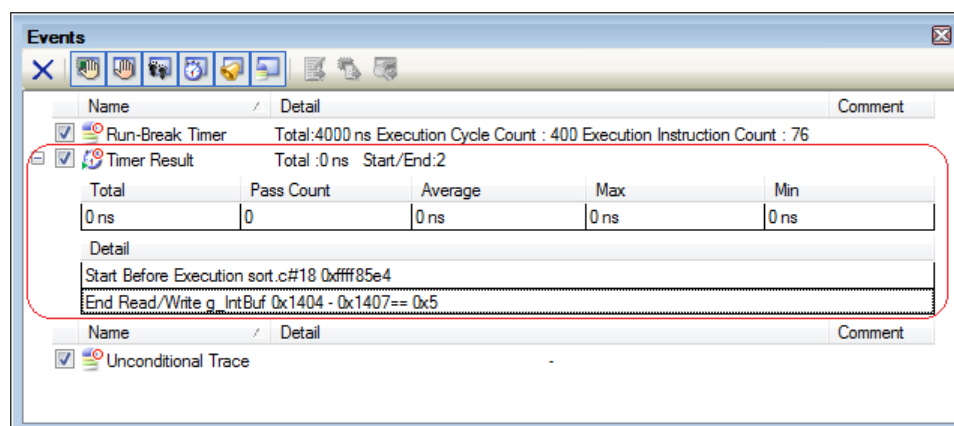 Events
Name Detail Comment
Run-Break Timer Total:4000 ns Execution Cycle Count : 400 Execution Instruction Count : 76
Timer Result Total :0 ns Start/End:2
Total Pass Count Average Max Min
0 ns 0 0 ns 0 ns 0 ns
Detail
Start Before Execution sort.c#18 0xffff85e4
End Read/Write g_IntBuf 0x1404 - 0x1407== 0x5
Name Detail Comment
Unconditional Trace -